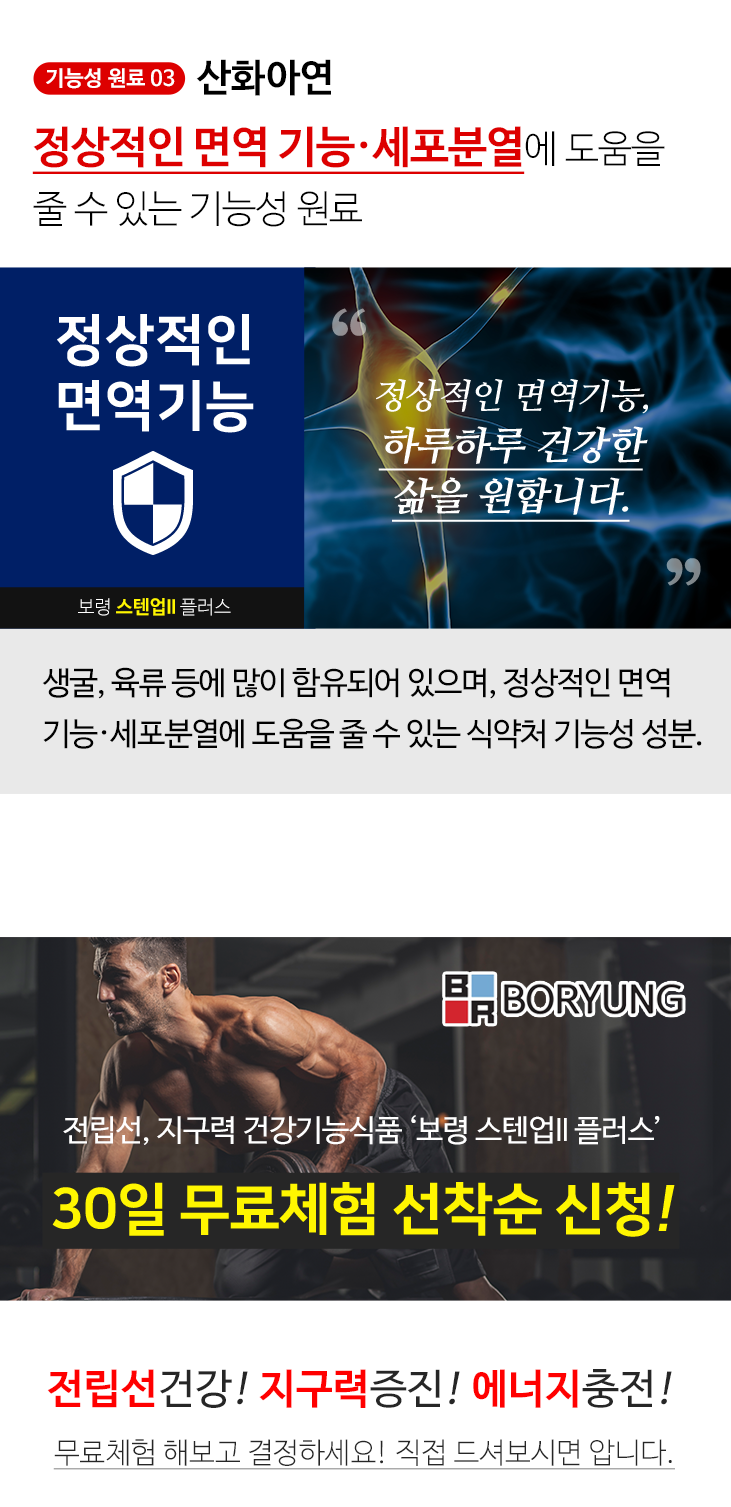 기능성 원료 03 산화아연
정상적인 면역 기능·세포분열에 도움을
줄 수 있는 기능성 원료
정상적인
면역기능
보령 스텐업II 플러스
“
정상적인 면역기능,
하루하루 건강한
삶을 원합니다.
”
생굴, 육류 등에 많이 함유되어 있으며, 정상적인 면역
기능·세포분열에 도움을 줄 수 있는 식약처 기능성 성분.
BR BORYUNG
전립선, 지구력 건강기능식품 ‘보령 스텐업II 플러스’
30일 무료체험 선착순 신청!
전립선건강! 지구력증진! 에너지충전!
무료체험 해보고 결정하세요! 직접 드셔보시면 압니다.